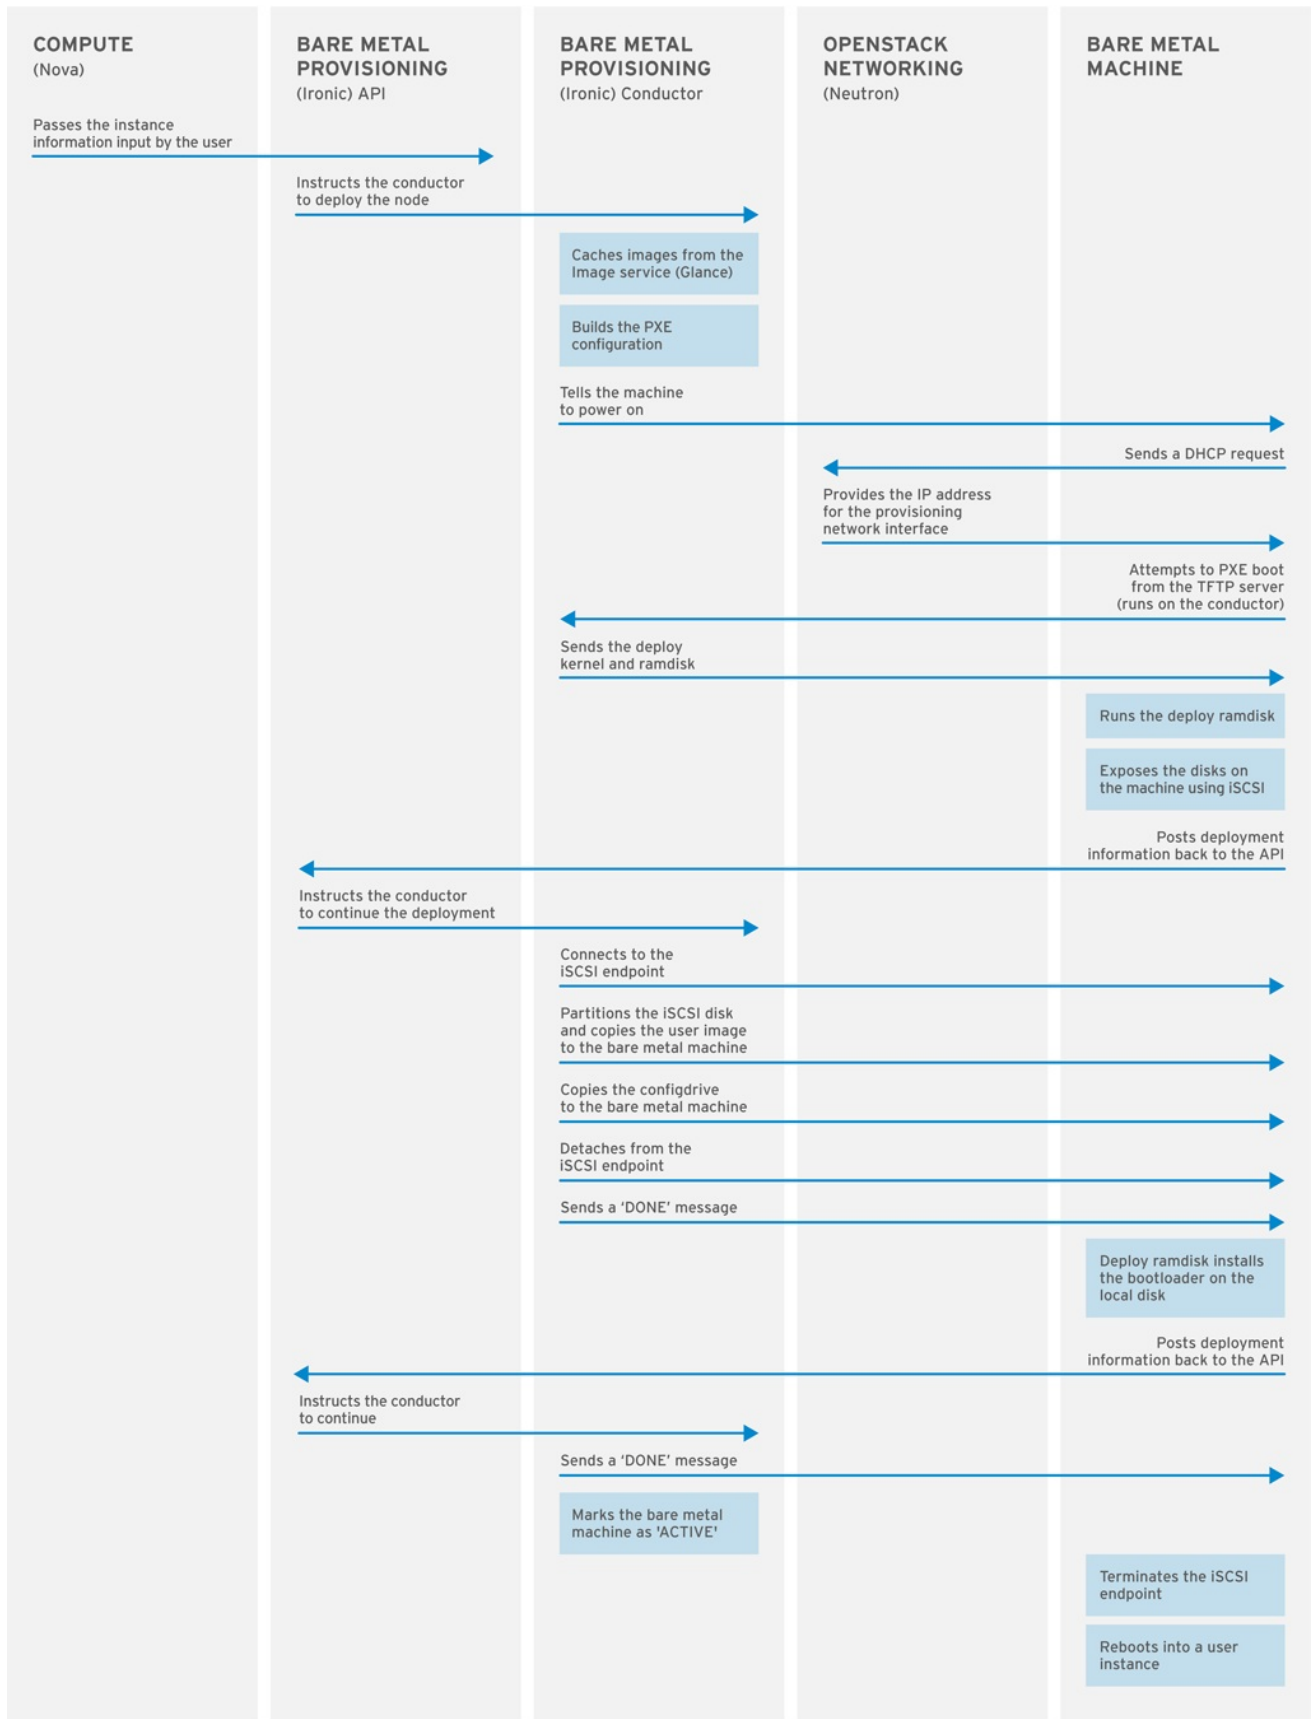 COMPUTE
(Nova)
BARE METAL
PROVISIONING
(Ironic) API
BARE METAL
PROVISIONING
(Ironic) Conductor
OPENSTACK
NETWORKING
(Neutron)
BARE METAL
MACHINE
Passes the instance
information input by the user
Instructs the conductor
to deploy the node
Caches images from the
Image service (Glance)
Builds the PXE
configuration
Tells the machine
to power on
Sends a DHCP request
Provides the IP address
for the provisioning
network interface
Attempts to PXE boot
from the TFTP server
(runs on the conductor)
Sends the deploy
kernel and ramdisk
Runs the deploy ramdisk
Exposes the disks on
the machine using iSCSI
Posts deployment
information back to the API
Instructs the conductor
to continue the deployment
Connects to the
iSCSI endpoint
Partitions the iSCSI disk
and copies the user image
to the bare metal machine
Copies the configdrive
to the bare metal machine
Detaches from the
iSCSI endpoint
Sends a ‘DONE’ message
Deploy ramdisk installs
the bootloader on the
local disk
Posts deployment
information back to the API
Instructs the conductor
to continue
Sends a ‘DONE’ message
Marks the bare metal
machine as 'ACTIVE'
Terminates the iSCSI
endpoint
Reboots into a user
instance